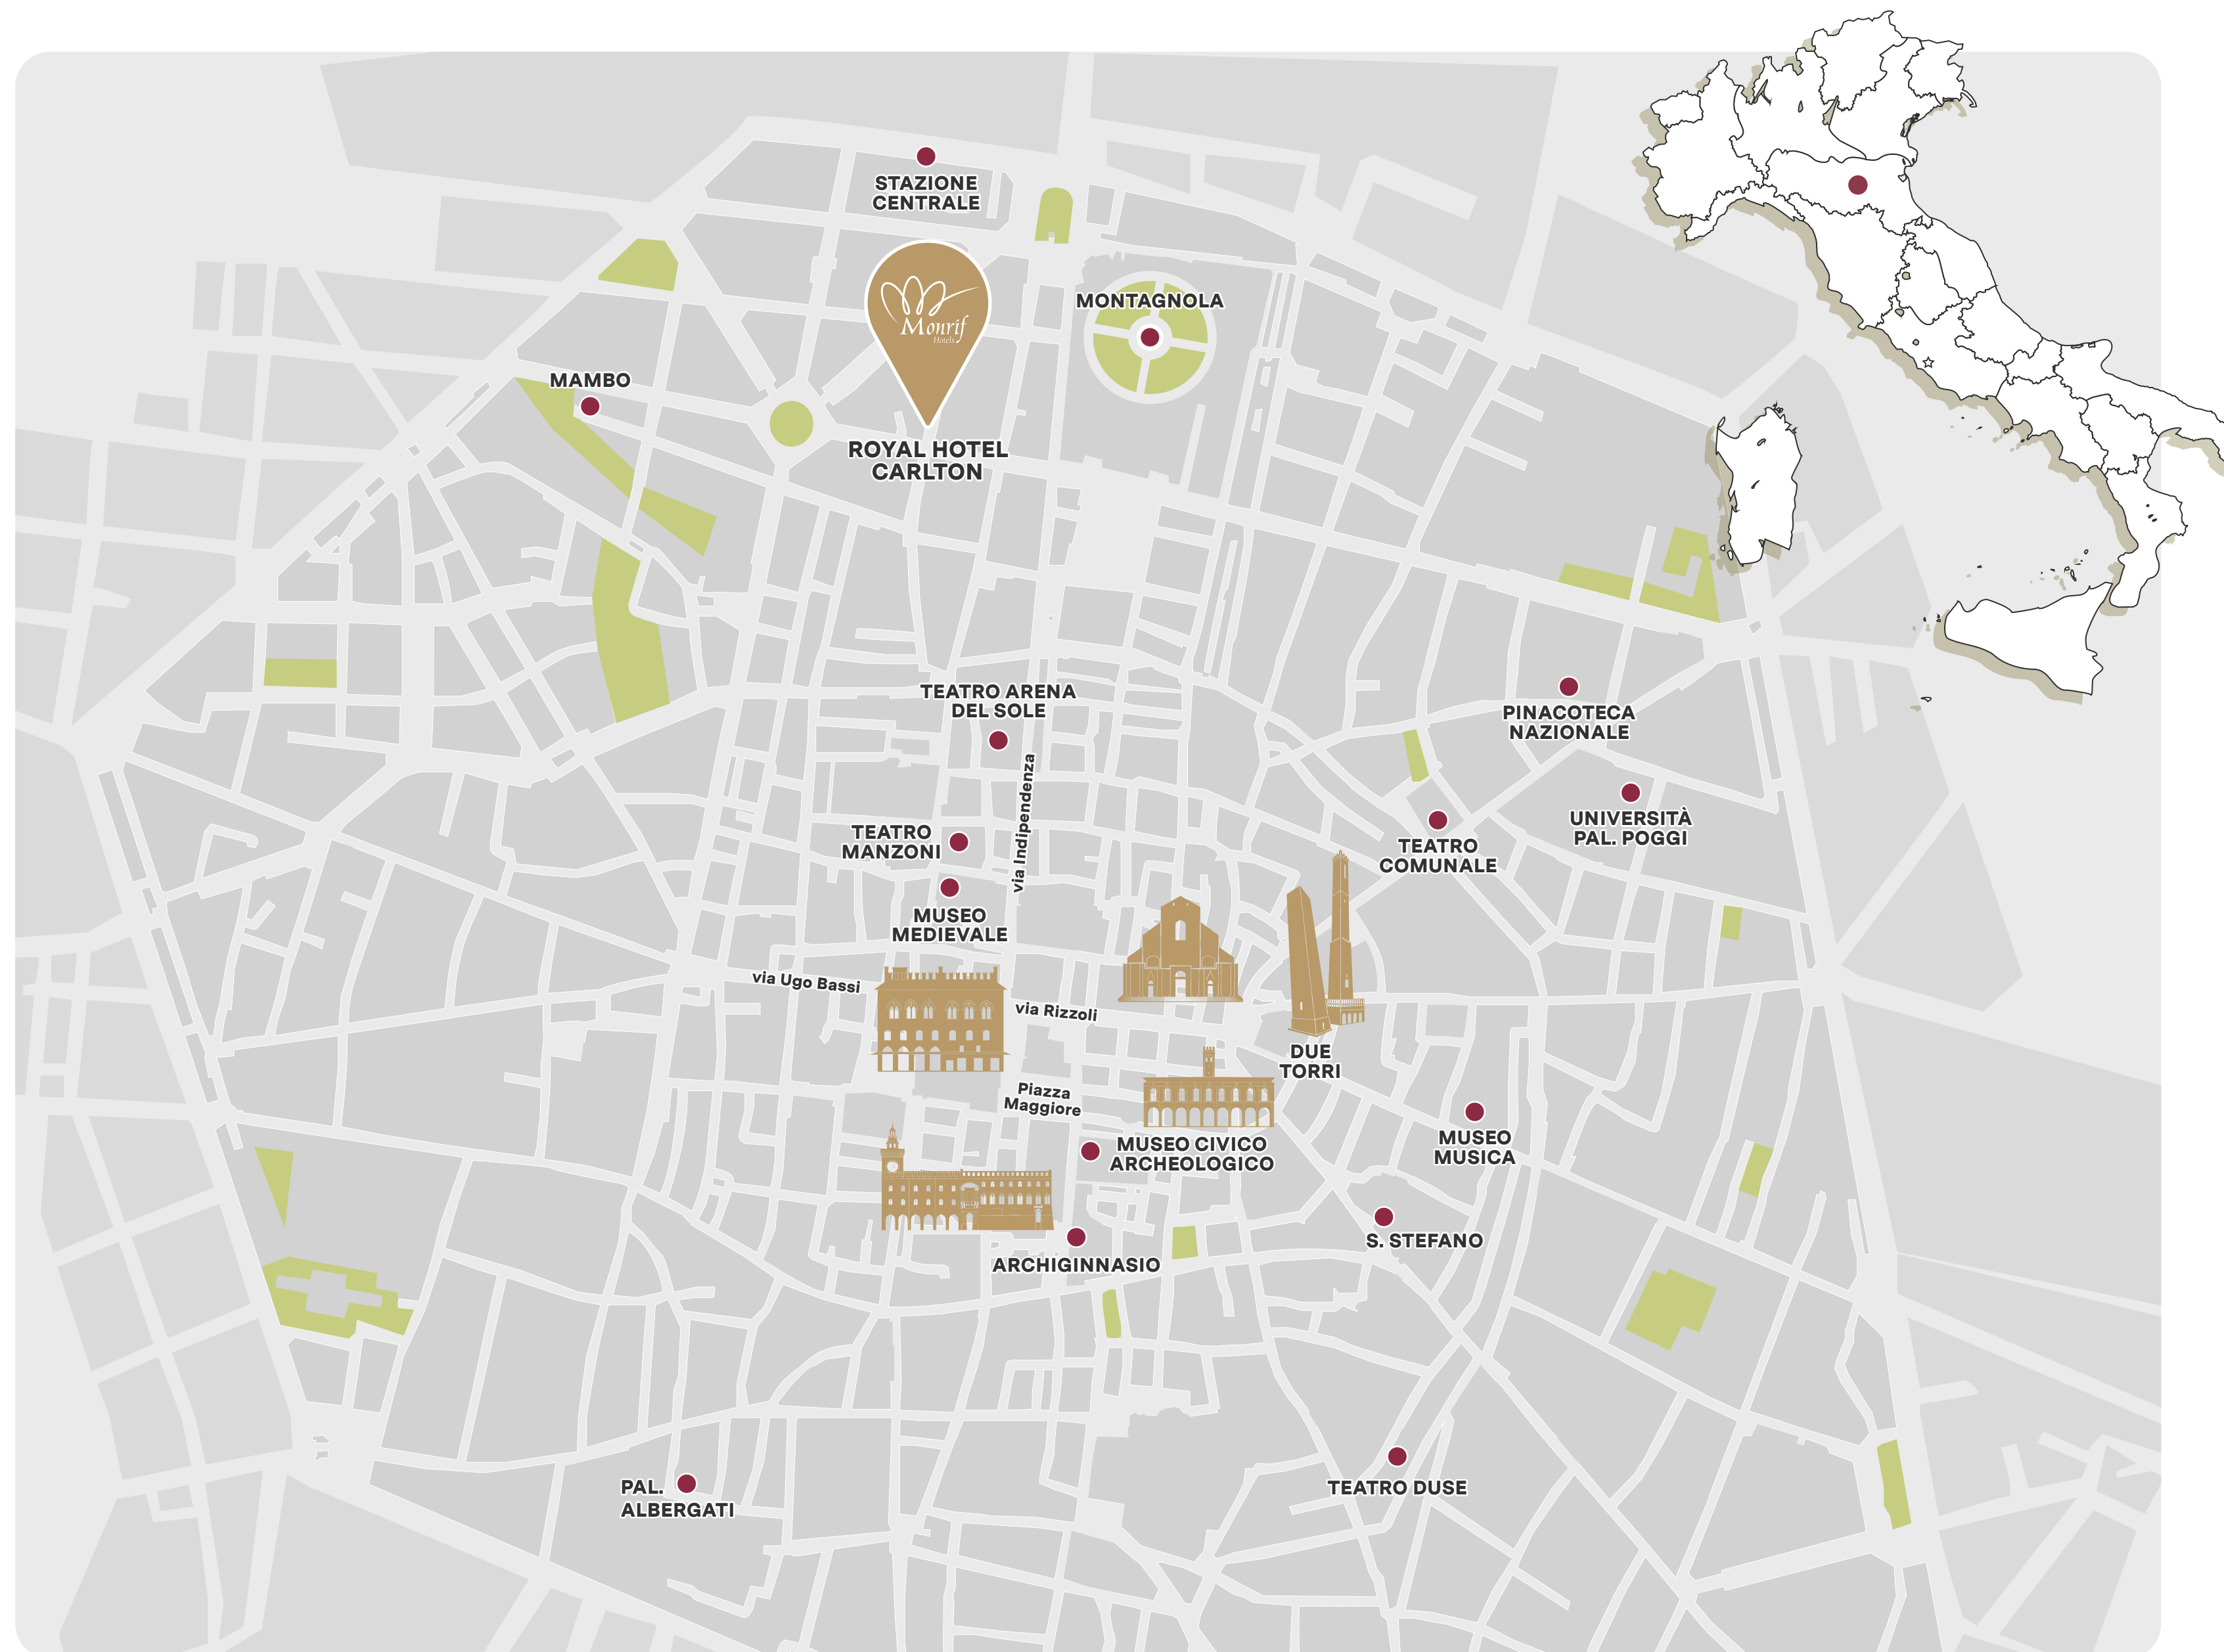 STAZIONE
CENTRALE
Monrif
Hotels
MONTAGNOLA
MAMBO
ROYAL HOTEL
CARLTON
TEATRO ARENA
DEL SOLE
PINACOTECA
NAZIONALE
via Indipendenza
UNIVERSITÀ
PAL. POGGI
TEATRO
MANZONI
TEATRO
COMUNALE
MUSEO
MEDIEVALE
via Ugo Bassi
via Rizzoli
DUE
TORRI
Piazza
Maggiore
MUSEO CIVICO
ARCHEOLOGICO
MUSEO
MUSICA
S. STEFANO
ARCHIGINNASIO
PAL.
ALBERGATI
TEATRO DUSE